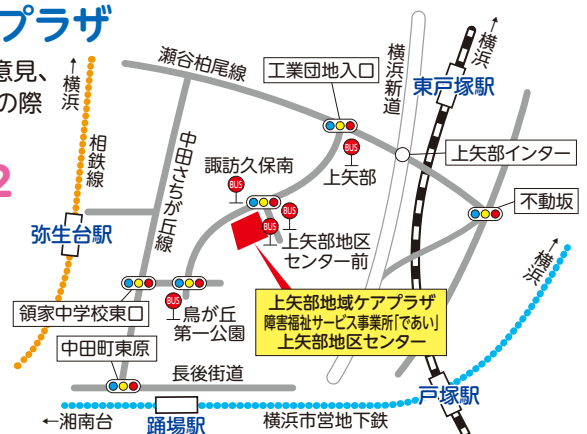 プラザ
意見、
の際
2
←横浜
相鉄線
弥生台駅
瀬谷柏尾線
中田さちが丘線
工業団地入口
横浜新道
←横浜
東戸塚駅
上矢部インター
不動坂
BUS
上矢部
諏訪久保南
BUS
BUS
BUS
上矢部地区
センター前
領家中学校東口
BUS
鳥が丘
第一公園
上矢部地域ケアプラザ
障害福祉サービス事業所「であい」
上矢部地区センター
横浜→
中田町東原
長後街道
戸塚駅
←湘南台
踊場駅
横浜市営地下鉄